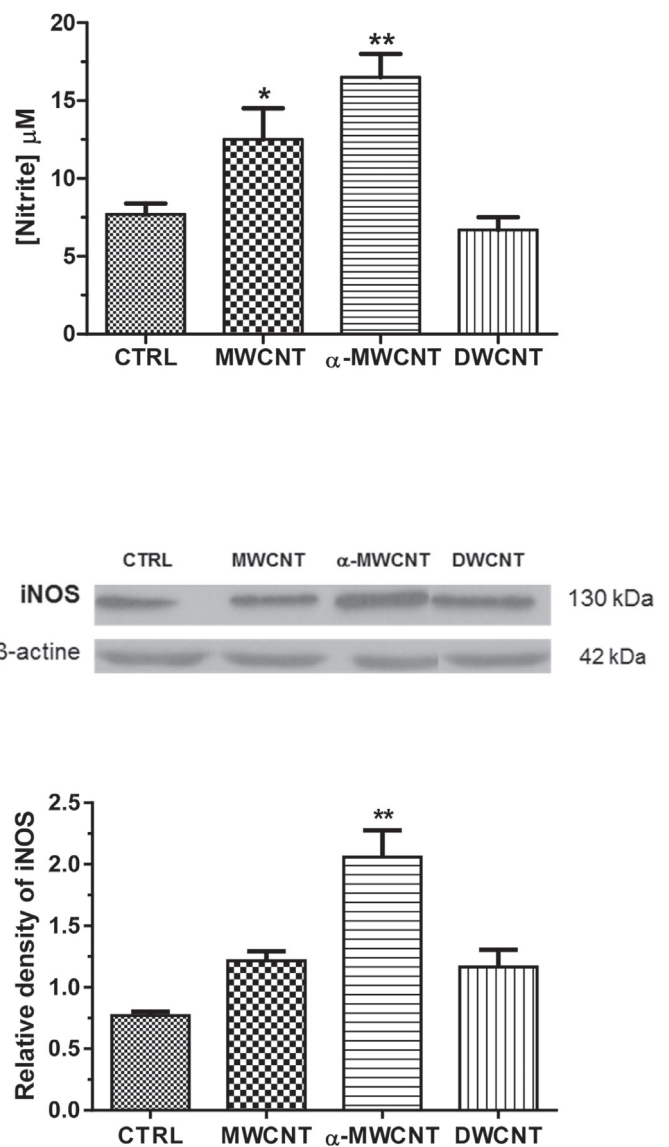 20
**
15
*
10
5
0
[Nitrite] μM
CTRL MWCNT α-MWCNT DWCNT
CTRL MWCNT α-MWCNT DWCNT
iNOS 130 kDa
β-actine 42 kDa
2.5
**
2.0
1.5
1.0
0.5
0.0
Relative density of iNOS
CTRL MWCNT α-MWCNT DWCNT